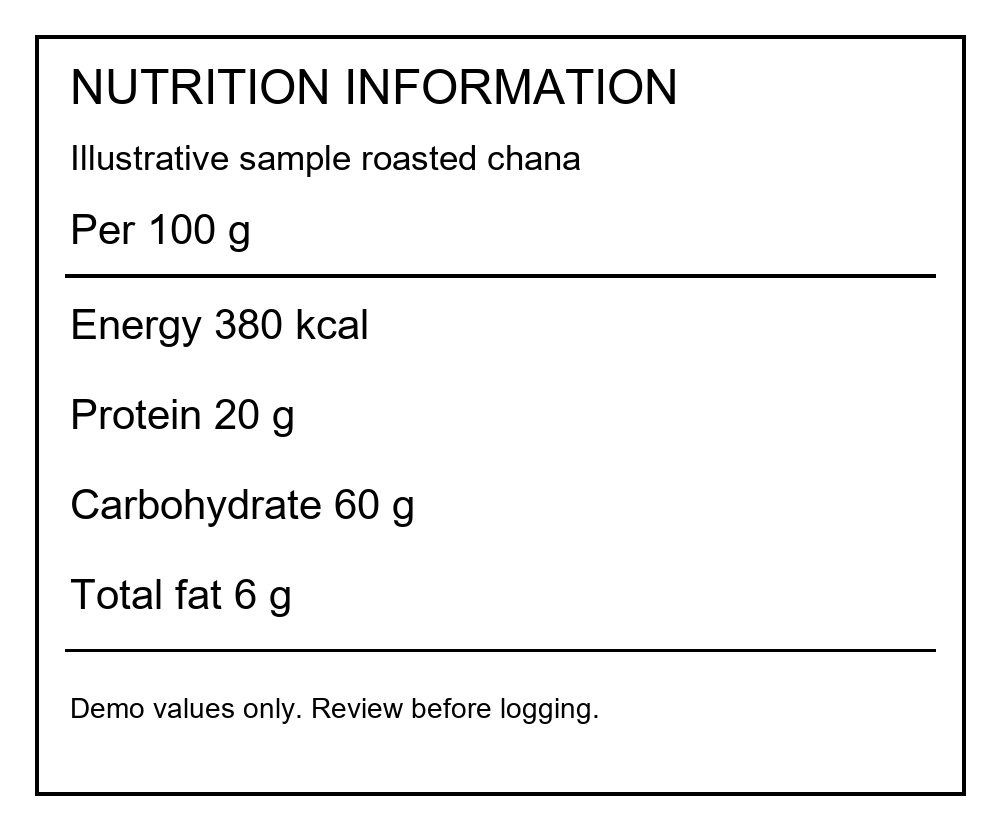 NUTRITION INFORMATION
Illustrative sample roasted chana
Per 100 g
Energy 380 kcal
Protein 20 g
Carbohydrate 60 g
Total fat 6 g
Demo values only. Review before logging.